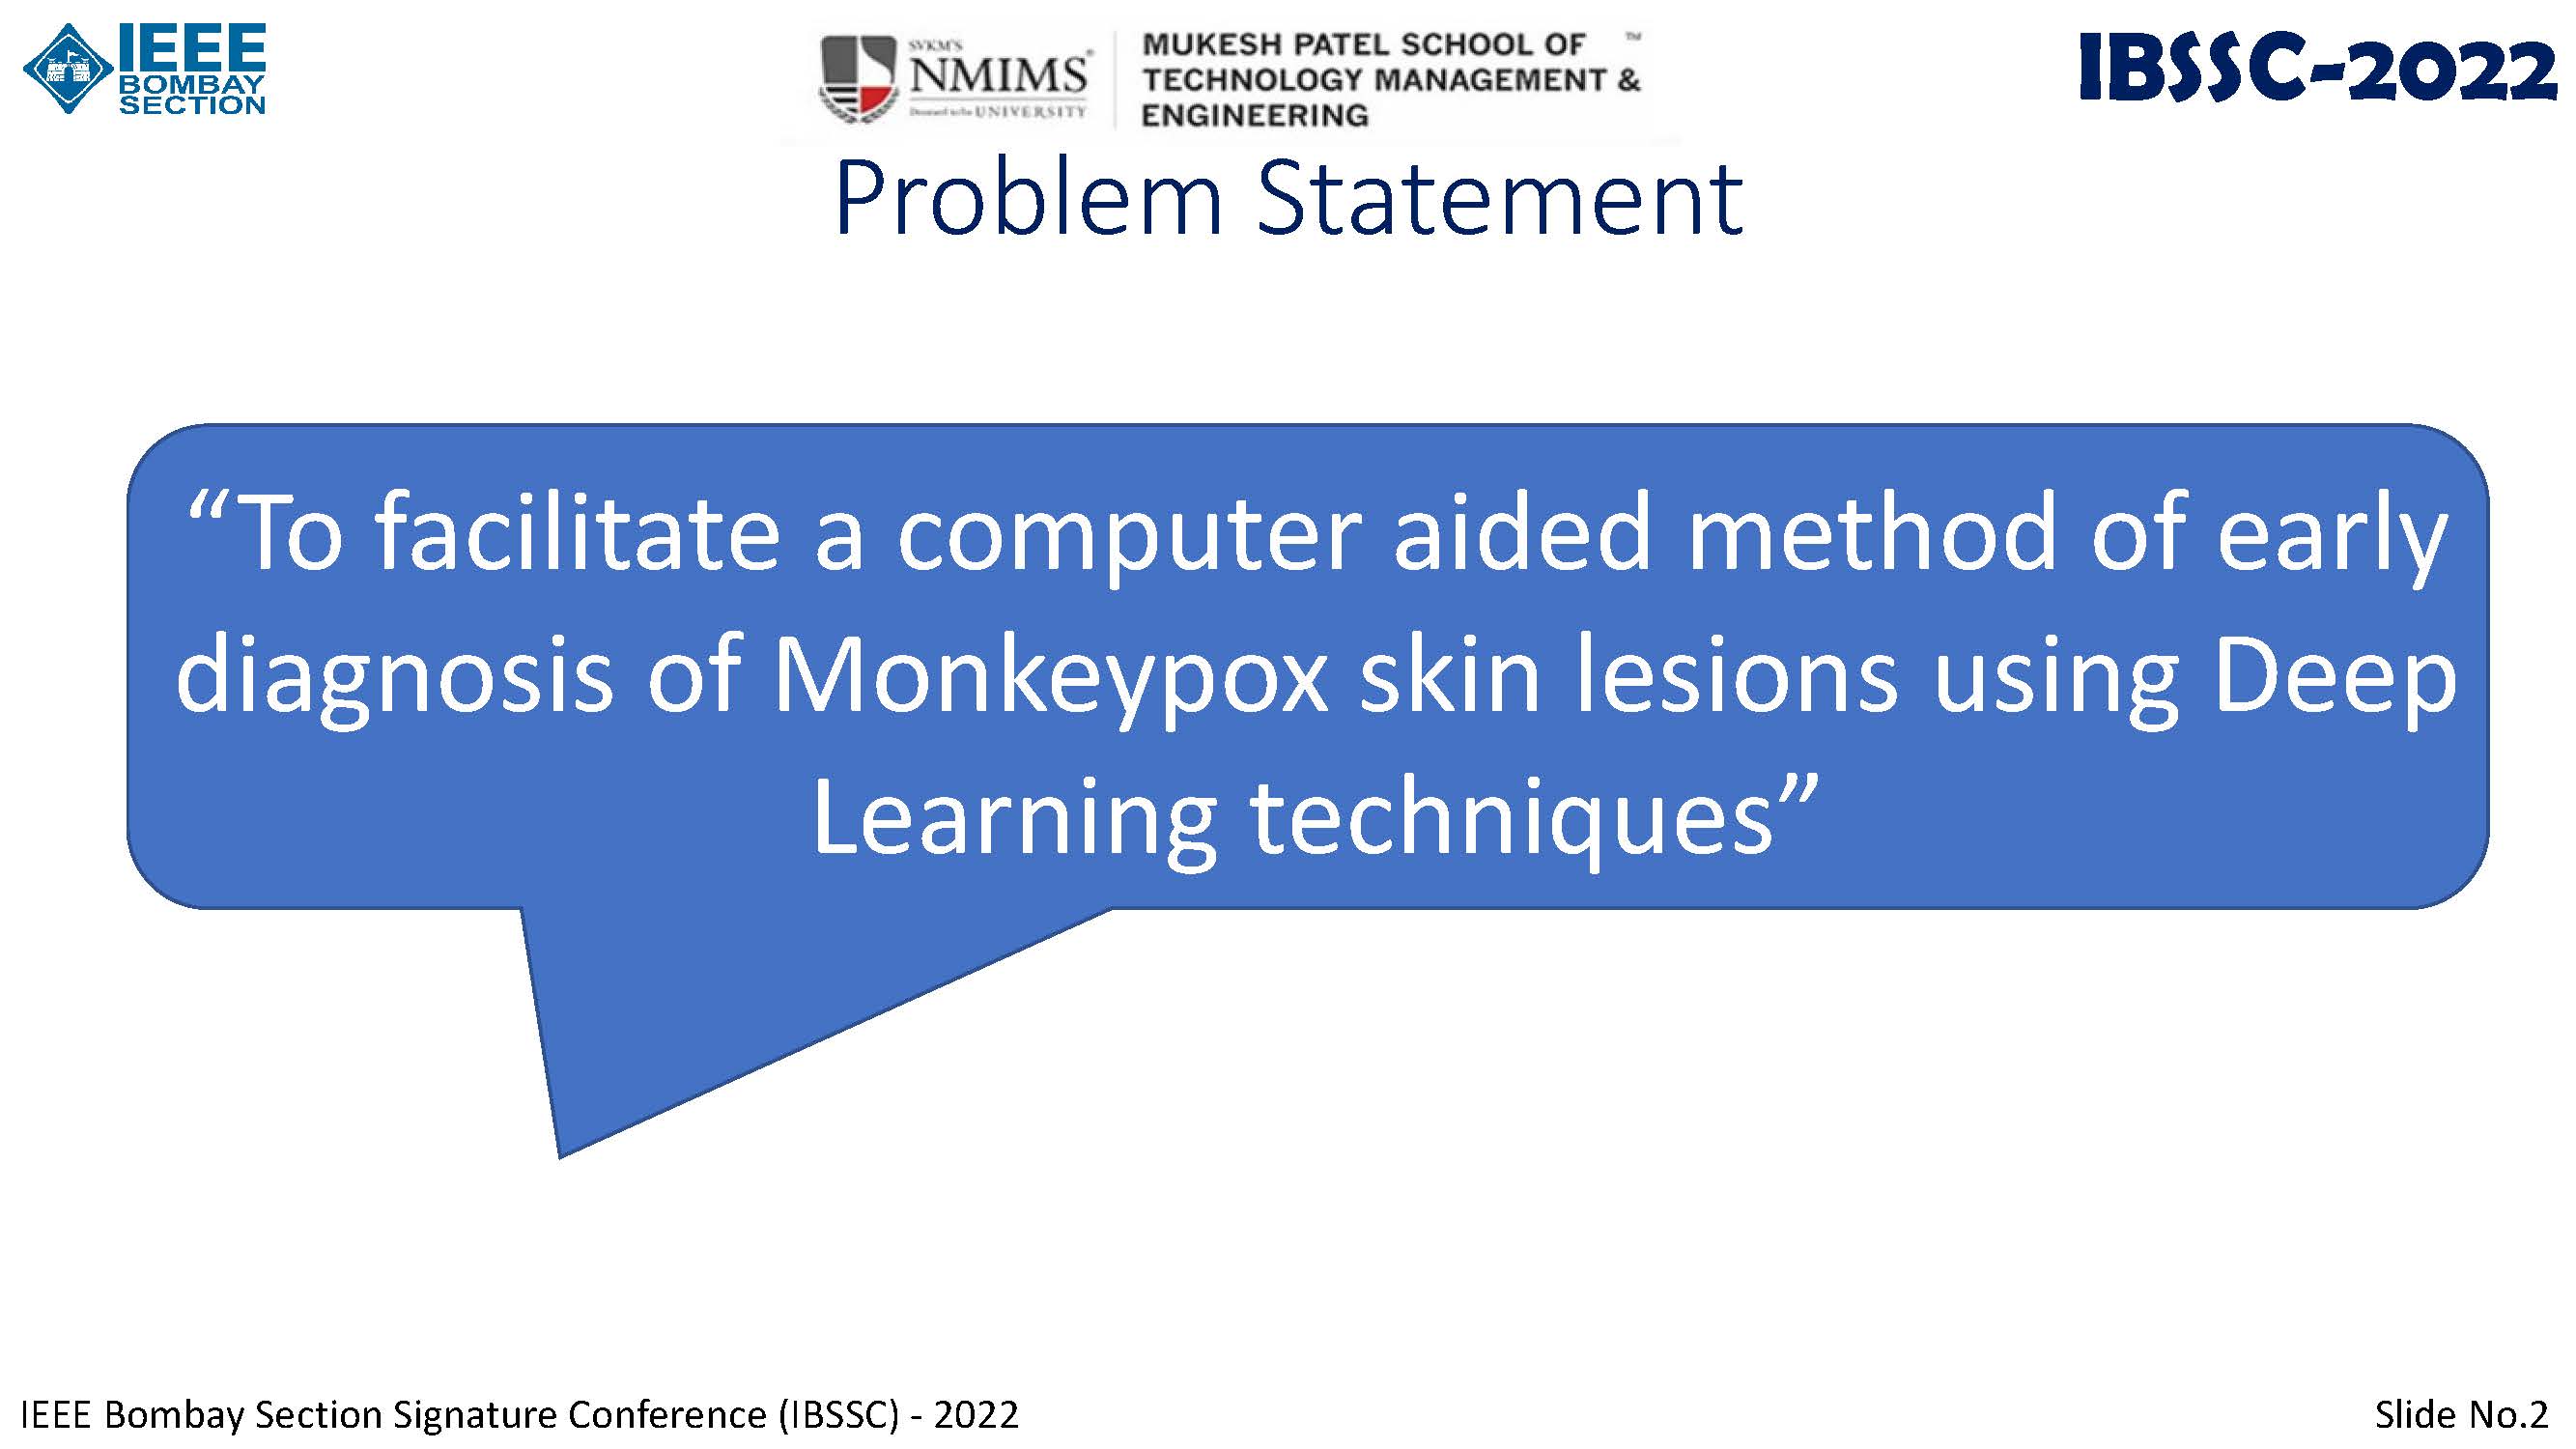 IEEE
BOMBAY
SECTION
SVKM'S
NMIMS
Deemed to be UNIVERSITY
MUKESH PATEL SCHOOL OF ™
TECHNOLOGY MANAGEMENT &
ENGINEERING
IBSSC-2022
Problem Statement
“To facilitate a computer aided method of early
diagnosis of Monkeypox skin lesions using Deep
Learning techniques”
IEEE Bombay Section Signature Conference (IBSSC) - 2022
Slide No.2